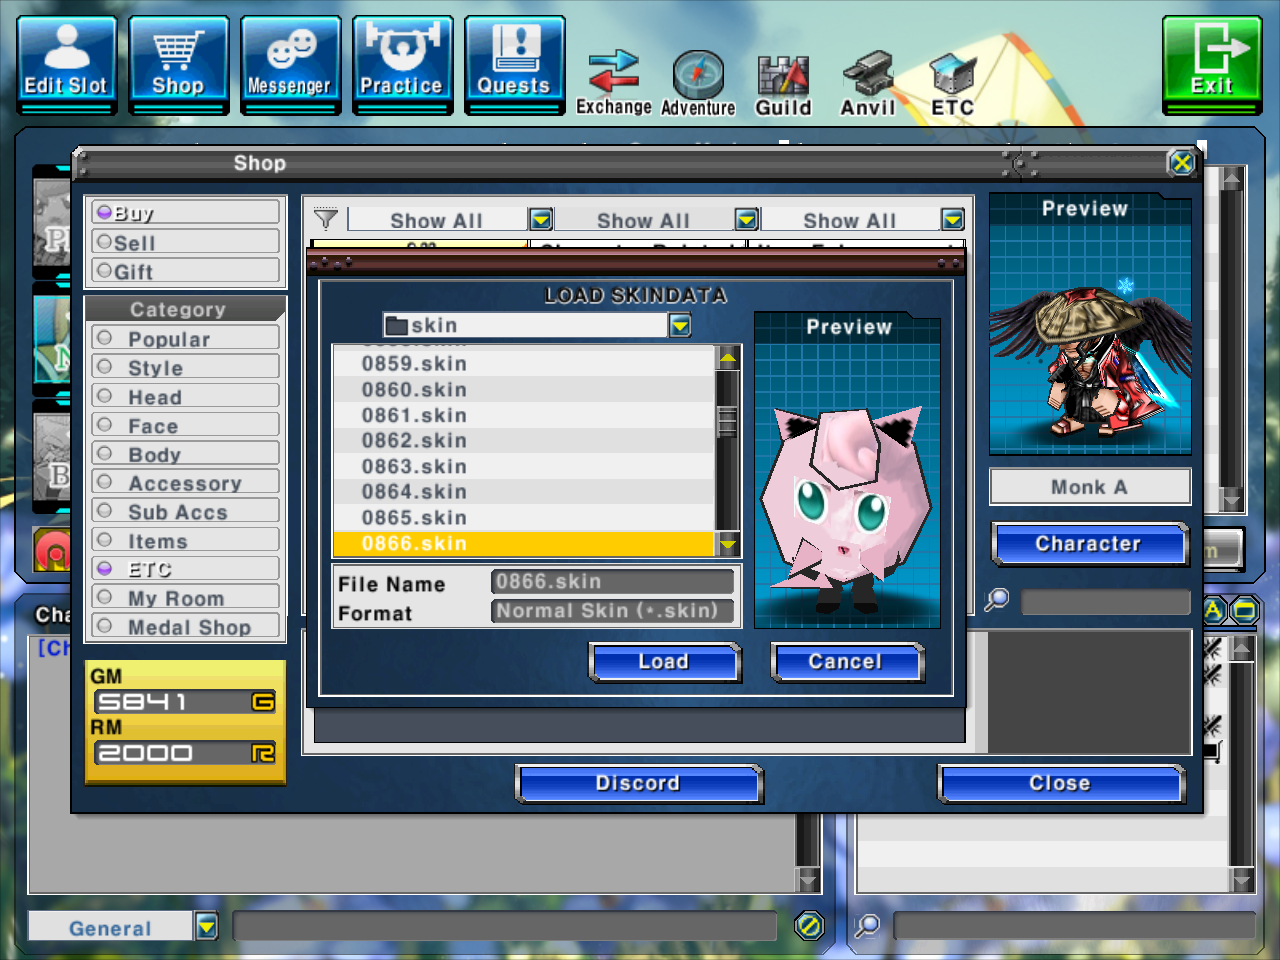 Edit Slot
Shop
Messenger
Practice
Quests
Exchange
Adventure
Guild
Anvil
ETC
Exit
Shop
Buy
Sell
Gift
Category
Popular
Style
Head
Face
Body
Accessory
Sub Accs
Items
ETC
My Room
Medal Shop
GM
5841 G
RM
2000 R
Show All
Show All
Show All
LOAD SKINDATA
skin
0859.skin
0860.skin
0861.skin
0862.skin
0863.skin
0864.skin
0865.skin
0866.skin
File Name
0866.skin
Format
Normal Skin (*.skin)
Preview
Load
Cancel
Preview
Monk A
Character
Discord
Close
General